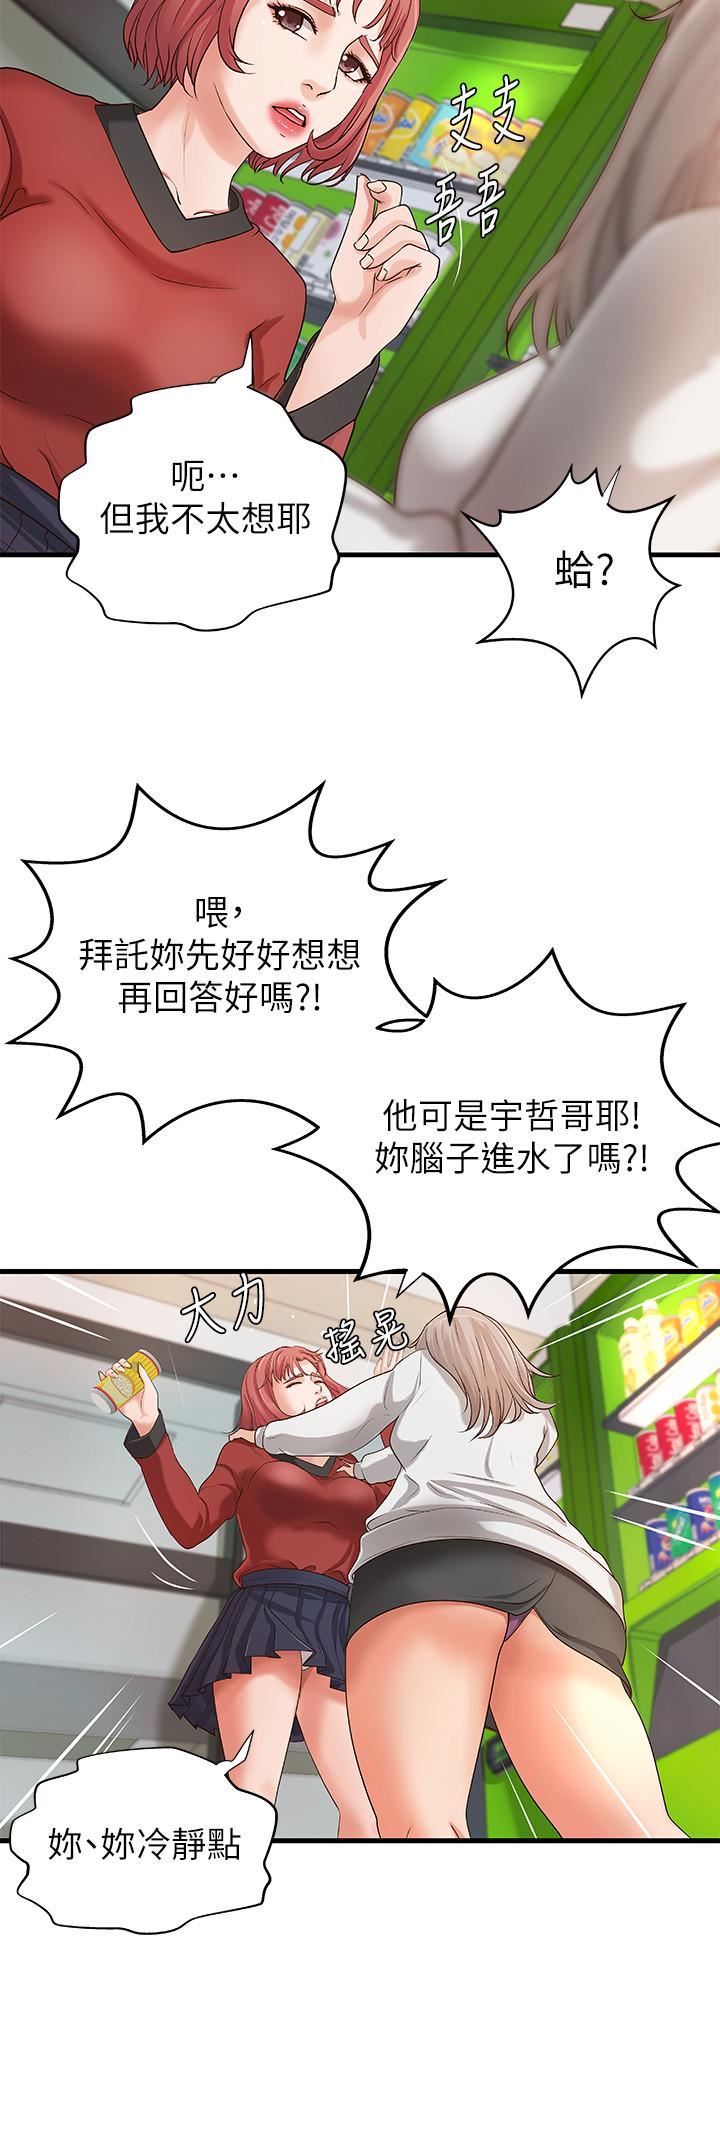 支支
吾吾
呃…
但我不太想耶
蛤?
喂,
拜託妳先好好想想
再回答好嗎?!
他可是宇哲哥耶!
妳腦子進水了嗎?!
大力
搖晃
妳、妳冷靜點